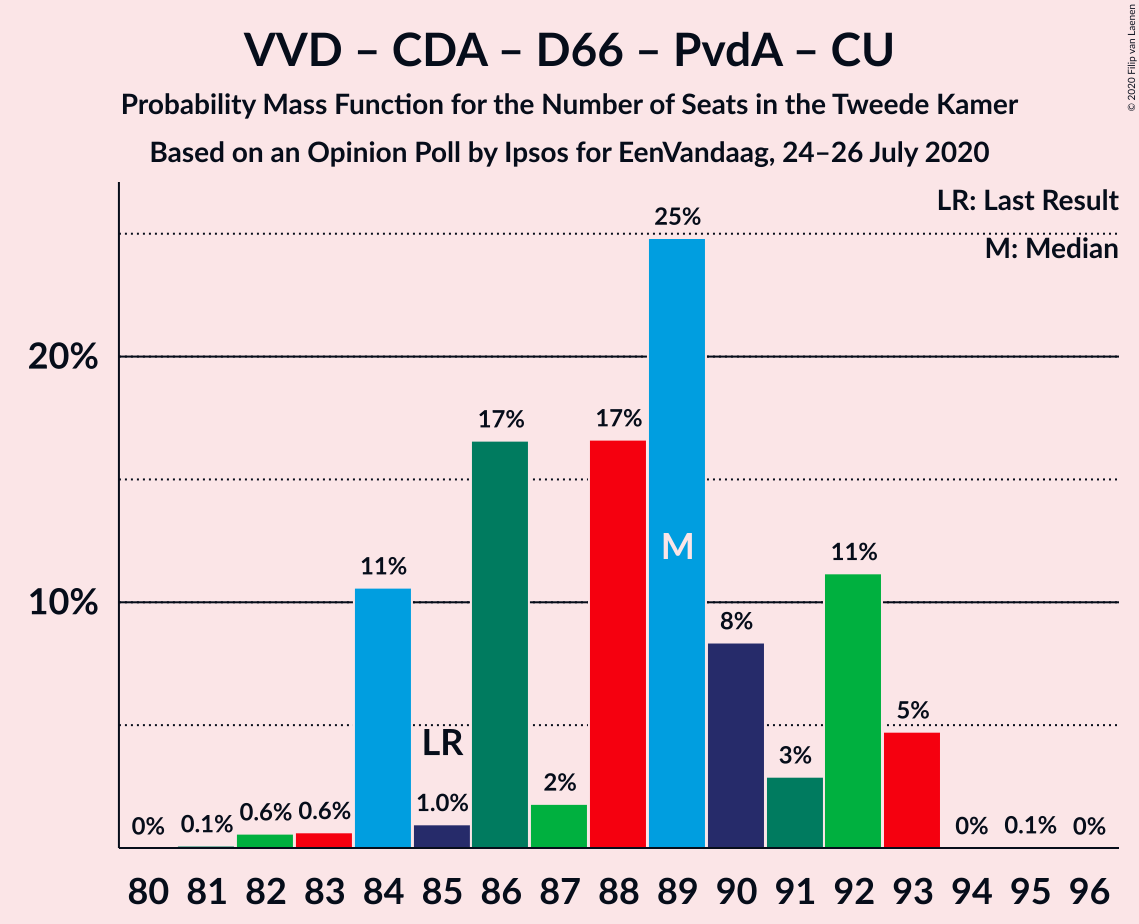 VVD – CDA – D66 – PvdA – CU
Probability Mass Function for the Number of Seats in the Tweede Kamer
Based on an Opinion Poll by Ipsos for EenVandaag, 24–26 July 2020
© 2020 Filip van Laenen
LR: Last Result
M: Median
25%
20%
17%
17%
M
11%
11%
10%
8%
5%
LR
3%
2%
1.0%
0.6%
0.6%
0.1%
0%
0%
0.1%
0%
80 81 82 83 84 85 86 87 88 89 90 91 92 93 94 95 96